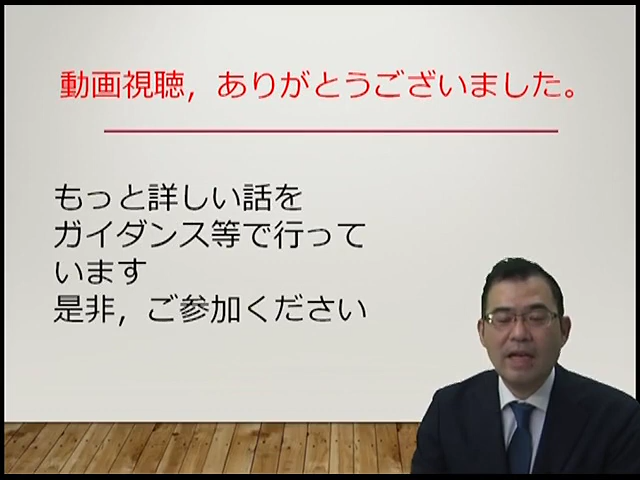 動画視聴，ありがとうございました。
もっと詳しい話を
ガイダンス等で行って
います
是非，ご参加ください